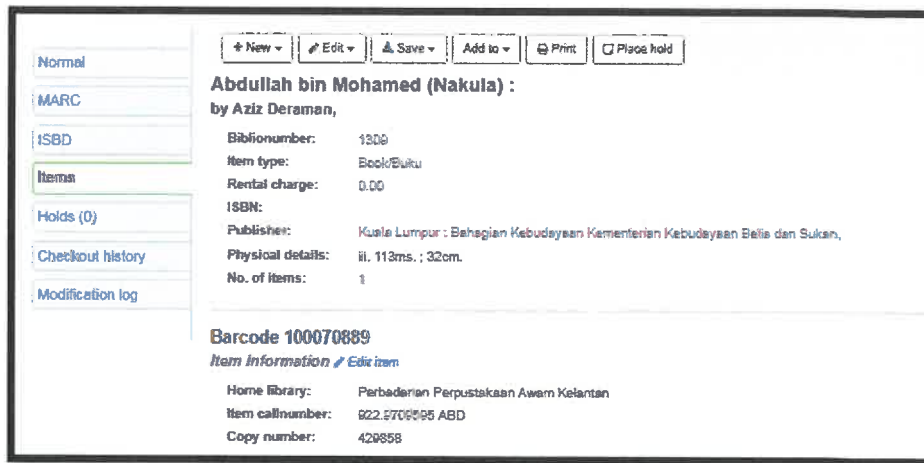 + New
Edit
Save
Add to
Print
Place hold
Normal
MARC
ISBD
Items
Holds (0)
Checkout history
Modification log
Abdullah bin Mohamed (Nakula) :
by Aziz Deraman,
Biblionumber: 1309
Item type: Book/Buku
Rental charge: 0.00
ISBN:
Publisher: Kuala Lumpur : Bahagian Kebudayaan Kementerian Kebudayaan Belia dan Sukan,
Physical details: iii. 113ms. ; 32cm.
No. of items: 1
Barcode 100070889
Item information Edit item
Home library: Perbadanan Perpustakaan Awam Kelantan
Item callnumber: ABD
Copy number: 429858